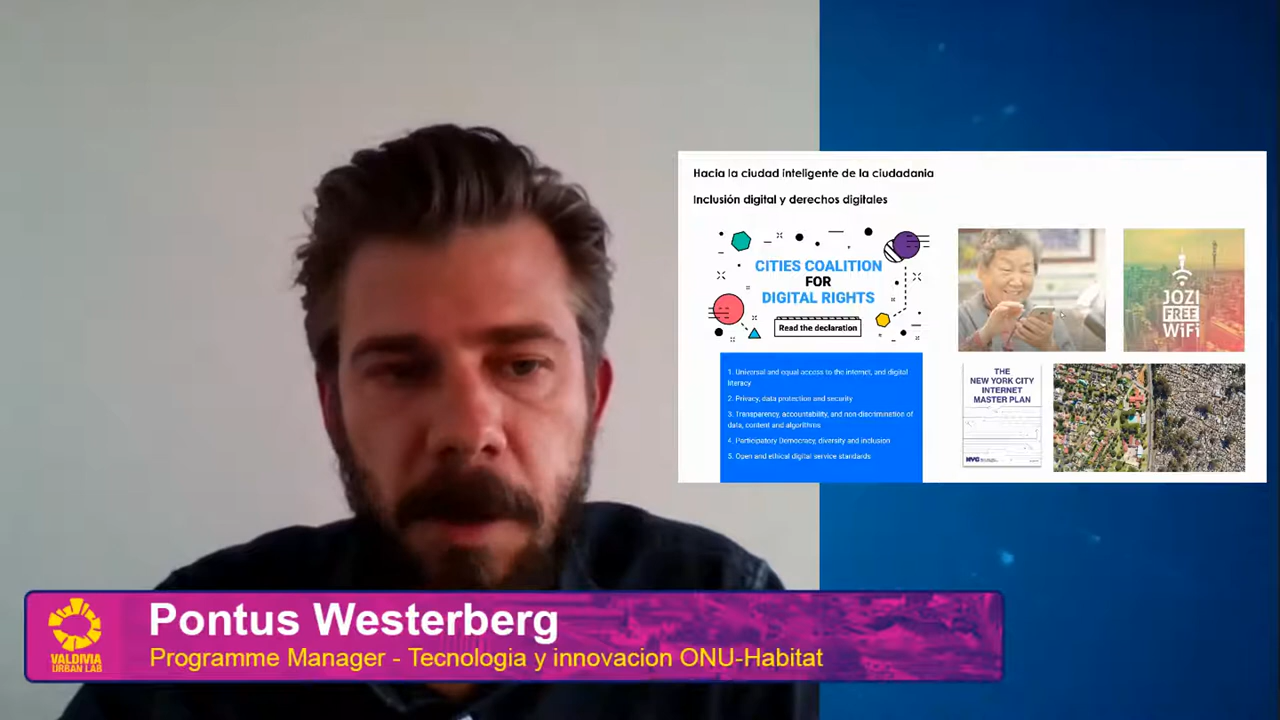 Hacia la ciudad inteligente de la ciudadania
Inclusión digital y derechos digitales
CITIES COALITION
FOR
DIGITAL RIGHTS
Read the declaration
1. Universal and equal access to the internet, and digital
literacy
2. Privacy, data protection and security
3. Transparency, accountability, and non-discrimination of
data, content and algorithms
4. Participatory Democracy, diversity and inclusion
5. Open and ethical digital service standards
JOZI
FREE
WiFi
THE
NEW YORK CITY
INTERNET
MASTER PLAN
NYC
Pontus Westerberg
Programme Manager - Tecnologia y innovacion ONU-Habitat
VALDIVIA
URBAN LAB